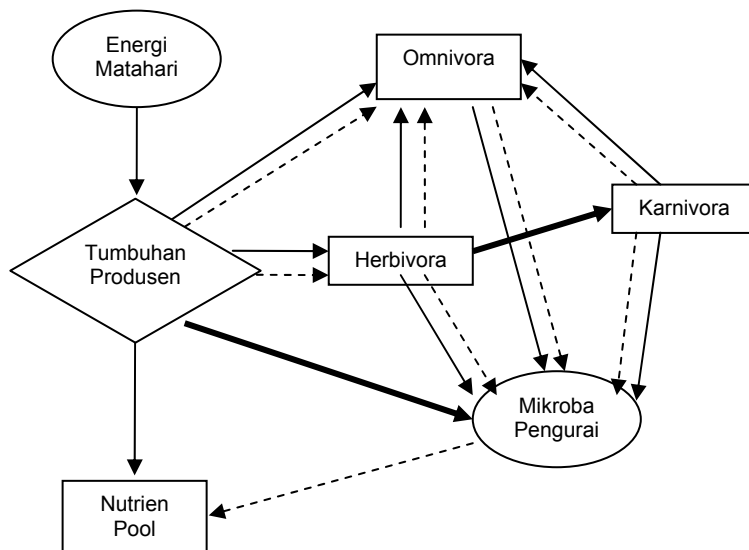 Energi
Matahari
Omnivora
Karnivora
Tumbuhan
Produsen
Herbivora
Mikroba
Pengurai
Nutrien
Pool